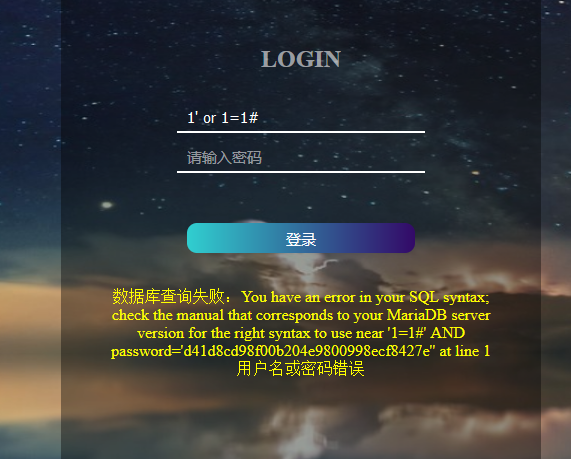 LOGIN
1' or 1=1#
请输入密码
登录
数据库查询失败：You have an error in your SQL syntax;
check the manual that corresponds to your MariaDB server
version for the right syntax to use near '1=1#' AND
password='d41d8cd98f00b204e9800998ecf8427e'' at line 1
用户名或密码错误